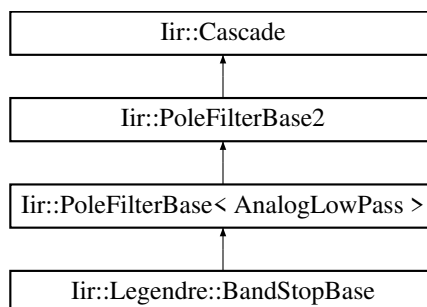 Iir::Cascade
Iir::PoleFilterBase2
Iir::PoleFilterBase< AnalogLowPass >
Iir::Legendre::BandStopBase